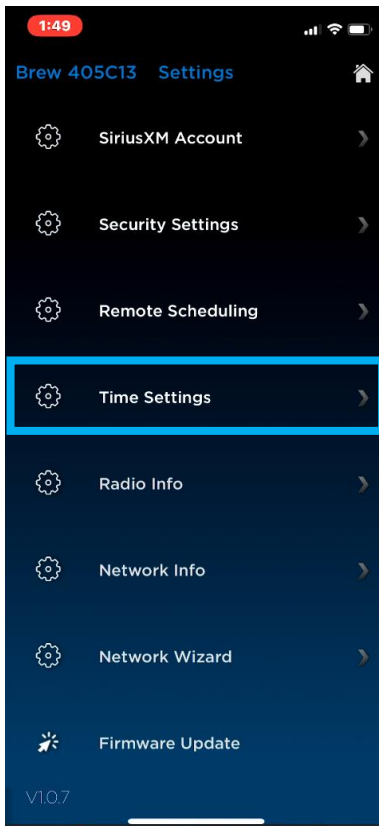 1:49
Brew 405C13 Settings
SiriusXM Account
Security Settings
Remote Scheduling
Time Settings
Radio Info
Network Info
Network Wizard
Firmware Update
V1.0.7